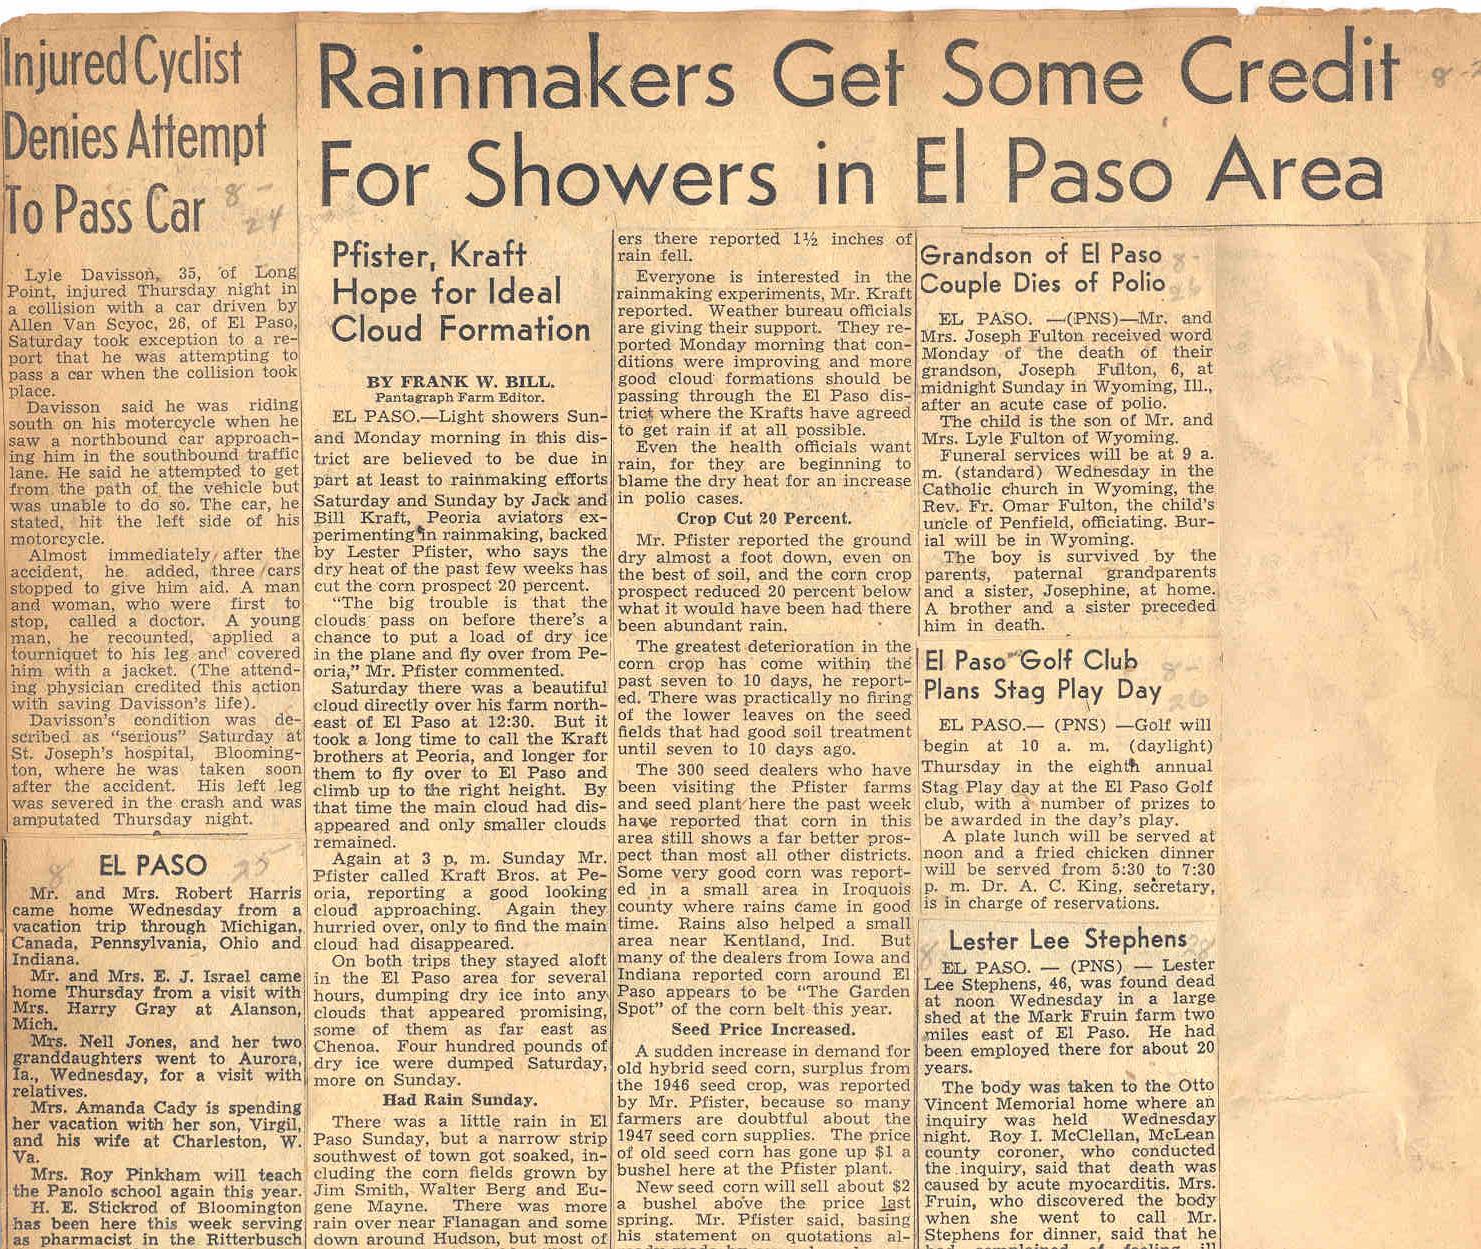 Injured Cyclist
Denies Attempt
To Pass Car
8-
24
Lyle Davisson, 35, of Long
Point, injured Thursday night in
a collision with a car driven by
Allen Van Scyoc, 26, of El Paso,
Saturday took exception to a re-
port that he was attempting to
pass a car when the collision took
place.
Davisson said he was riding
south on his motercycle when he
saw a northbound car approach-
ing him in the southbound traffic
lane. He said he attempted to get
from the path of the vehicle but
was unable to do so. The car, he
stated, hit the left side of his
motorcycle.
Almost immediately after the
accident, he added, three cars
stopped to give him aid. A man
and woman, who were first to
stop, called a doctor. A young
man, he recounted, applied a
tourniquet to his leg and covered
him with a jacket. (The attend-
ing physician credited this action
with saving Davisson's life).
Davisson's condition was de-
scribed as "serious" Saturday at
St. Joseph's hospital, Blooming-
ton, where he was taken soon
after the accident. His left leg
was severed in the crash and was
amputated Thursday night.
8
EL PASO
25-
Mr. and Mrs. Robert Harris
came home Wednesday from a
vacation trip through Michigan,
Canada, Pennsylvania, Ohio and
Indiana.
Mr. and Mrs. E. J. Israel came
home Thursday from a visit with
Mrs. Harry Gray at Alanson,
Mich.
Mrs. Nell Jones, and her two
granddaughters went to Aurora,
Ia., Wednesday, for a visit with
relatives.
Mrs. Amanda Cady is spending
her vacation with her son, Virgil,
and his wife at Charleston, W.
Va.
Mrs. Roy Pinkham will teach
the Panolo school again this year.
H. E. Stickrod of Bloomington
has been here this week serving
as pharmacist in the Ritterbusch
Rainmakers Get Some Credit
For Showers in El Paso Area
8-
Pfister, Kraft
Hope for Ideal
Cloud Formation
BY FRANK W. BILL.
Pantagraph Farm Editor.
EL PASO.—Light showers Sun-
and Monday morning in this dis-
trict are believed to be due in
part at least to rainmaking efforts
Saturday and Sunday by Jack and
Bill Kraft, Peoria aviators ex-
perimenting in rainmaking, backed
by Lester Pfister, who says the
dry heat of the past few weeks has
cut the corn prospect 20 percent.
"The big trouble is that the
clouds pass on before there's a
chance to put a load of dry ice
in the plane and fly over from Pe-
oria," Mr. Pfister commented.
Saturday there was a beautiful
cloud directly over his farm north-
east of El Paso at 12:30. But it
took a long time to call the Kraft
brothers at Peoria, and longer for
them to fly over to El Paso and
climb up to the right height. By
that time the main cloud had dis-
appeared and only smaller clouds
remained.
Again at 3 p. m. Sunday Mr.
Pfister called Kraft Bros. at Pe-
oria, reporting a good looking
cloud approaching. Again they
hurried over, only to find the main
cloud had disappeared.
On both trips they stayed aloft
in the El Paso area for several
hours, dumping dry ice into any
clouds that appeared promising,
some of them as far east as
Chenoa. Four hundred pounds of
dry ice were dumped Saturday,
more on Sunday.
Had Rain Sunday.
There was a little rain in El
Paso Sunday, but a narrow strip
southwest of town got soaked, in-
cluding the corn fields grown by
Jim Smith, Walter Berg and Eu-
gene Mayne. There was more
rain over near Flanagan and some
down around Hudson, but most of
ers there reported 1½ inches of
rain fell.
Everyone is interested in the
rainmaking experiments, Mr. Kraft
reported. Weather bureau officials
are giving their support. They re-
ported Monday morning that con-
ditions were improving and more
good cloud formations should be
passing through the El Paso dis-
trict where the Krafts have agreed
to get rain if at all possible.
Even the health officials want
rain, for they are beginning to
blame the dry heat for an increase
in polio cases.
Crop Cut 20 Percent.
Mr. Pfister reported the ground
dry almost a foot down, even on
the best of soil, and the corn crop
prospect reduced 20 percent below
what it would have been had there
been abundant rain.
The greatest deterioration in the
corn crop has come within the
past seven to 10 days, he report-
ed. There was practically no firing
of the lower leaves on the seed
fields that had good soil treatment
until seven to 10 days ago.
The 300 seed dealers who have
been visiting the Pfister farms
and seed plant here the past week
have reported that corn in this
area still shows a far better pros-
pect than most all other districts.
Some very good corn was report-
ed in a small area in Iroquois
county where rains came in good
time. Rains also helped a small
area near Kentland, Ind. But
many of the dealers from Iowa and
Indiana reported corn around El
Paso appears to be "The Garden
Spot" of the corn belt this year.
Seed Price Increased.
A sudden increase in demand for
old hybrid seed corn, surplus from
the 1946 seed crop, was reported
by Mr. Pfister, because so many
farmers are doubtful about the
1947 seed corn supplies. The price
of old seed corn has gone up $1 a
bushel here at the Pfister plant.
New seed corn will sell about $2
a bushel above the price last
spring. Mr. Pfister said, basing
his statement on quotations al-
Grandson of El Paso
Couple Dies of Polio
8-
26
EL PASO. —(PNS)—Mr. and
Mrs. Joseph Fulton received word
Monday of the death of their
grandson, Joseph Fulton, 6, at
midnight Sunday in Wyoming, Ill.,
after an acute case of polio.
The child is the son of Mr. and
Mrs. Lyle Fulton of Wyoming.
Funeral services will be at 9 a.
m. (standard) Wednesday in the
Catholic church in Wyoming, the
Rev. Fr. Omar Fulton, the child's
uncle of Penfield, officiating. Bur-
ial will be in Wyoming.
The boy is survived by the
parents, paternal grandparents
and a sister, Josephine, at home.
A brother and a sister preceded
him in death.
El Paso Golf Club
Plans Stag Play Day
8-
26
EL PASO.— (PNS) —Golf will
begin at 10 a. m. (daylight)
Thursday in the eighth annual
Stag Play day at the El Paso Golf
club, with a number of prizes to
be awarded in the day's play.
A plate lunch will be served at
noon and a fried chicken dinner
will be served from 5:30 to 7:30
p. m. Dr. A. C. King, secretary,
is in charge of reservations.
Lester Lee Stephens
EL PASO. — (PNS) — Lester
Lee Stephens, 46, was found dead
at noon Wednesday in a large
shed at the Mark Fruin farm two
miles east of El Paso. He had
been employed there for about 20
years.
The body was taken to the Otto
Vincent Memorial home where an
inquiry was held Wednesday
night. Roy I. McClellan, McLean
county coroner, who conducted
the inquiry, said that death was
caused by acute myocarditis. Mrs.
Fruin, who discovered the body
when she went to call Mr.
Stephens for dinner, said that he